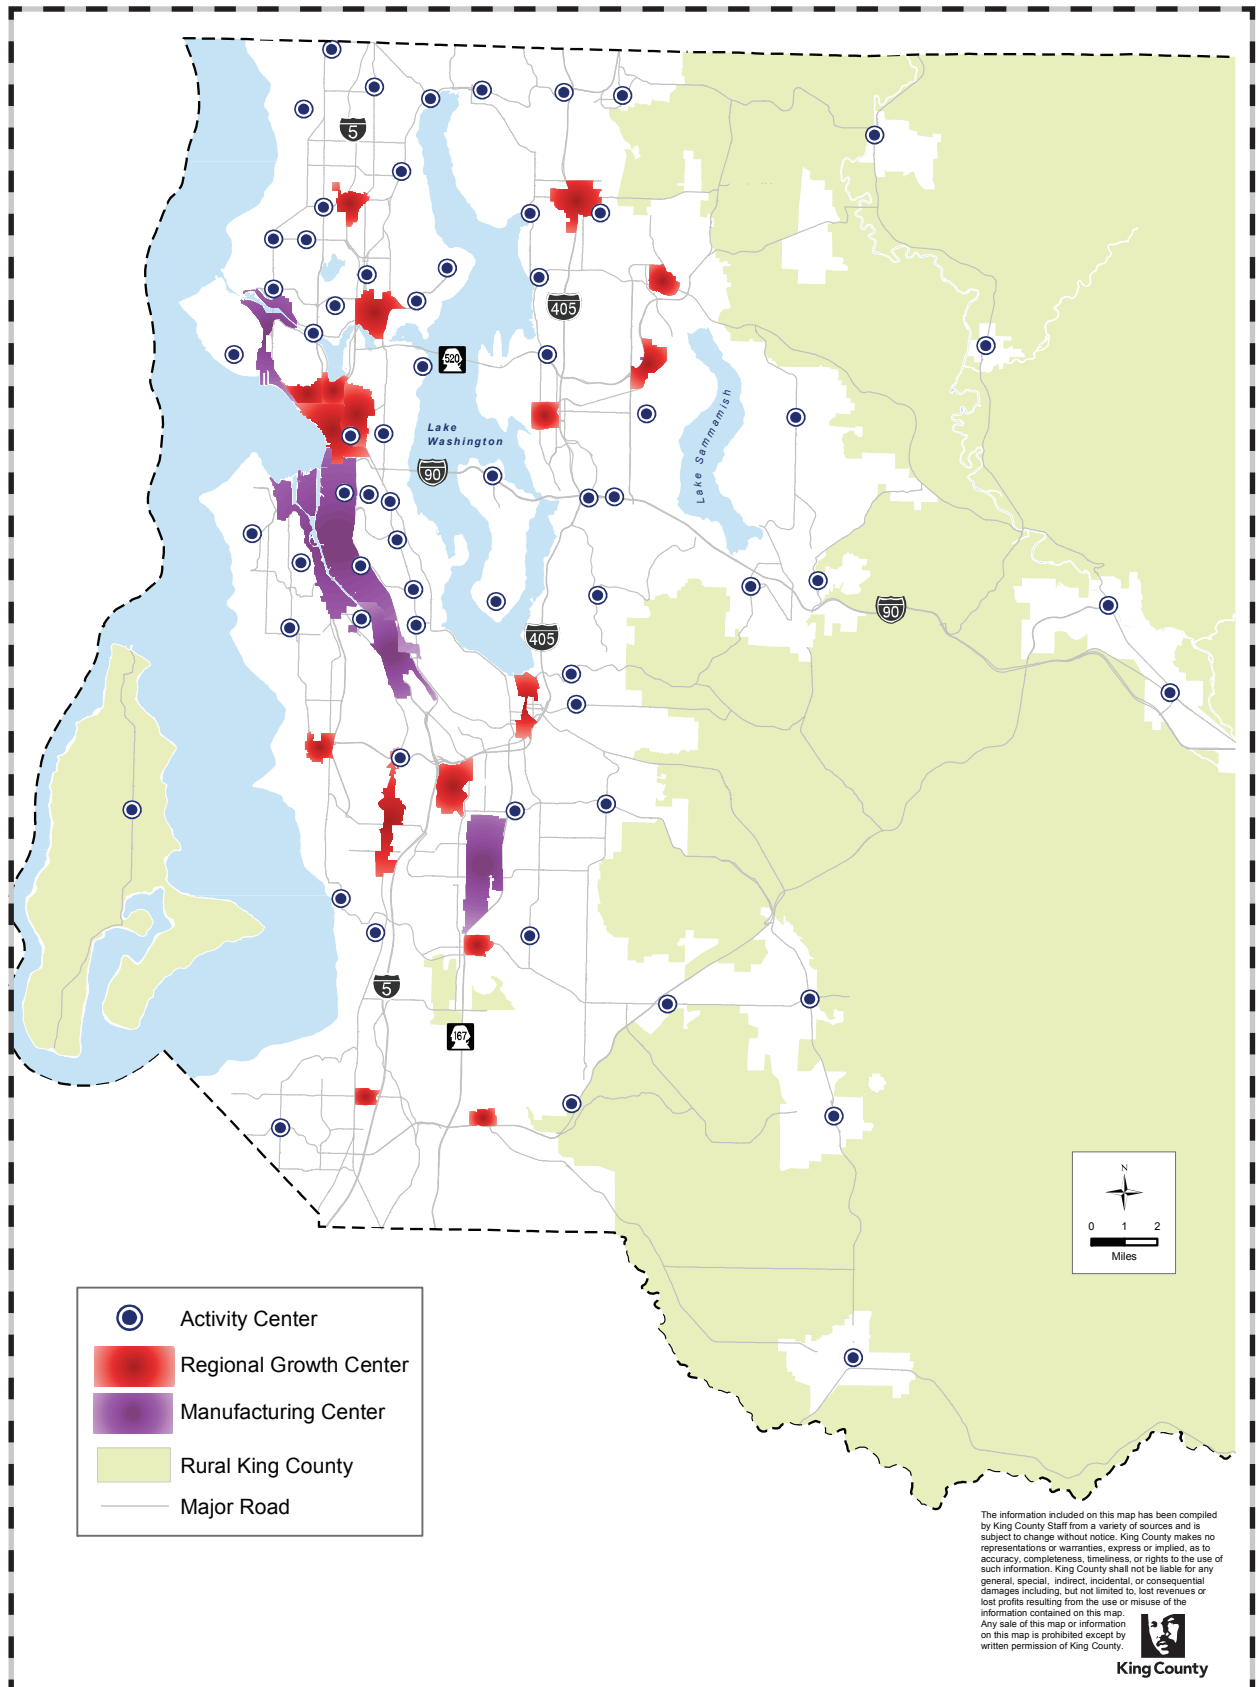 5
405
520
Lake
Washington
90
Lake Sammamish
90
405
5
167
N
0 1 2
Miles
Activity Center
Regional Growth Center
Manufacturing Center
Rural King County
Major Road
The information included on this map has been compiled
by King County Staff from a variety of sources and is
subject to change without notice. King County makes no
representations or warranties, express or implied, as to
accuracy, completeness, timeliness, or rights to the use of
such information. King County shall not be liable for any
general, special, indirect, incidental, or consequential
damages including, but not limited to, lost revenues or
lost profits resulting from the use or misuse of the
information contained on this map.
Any sale of this map or information
on this map is prohibited except by
written permission of King County.
King County